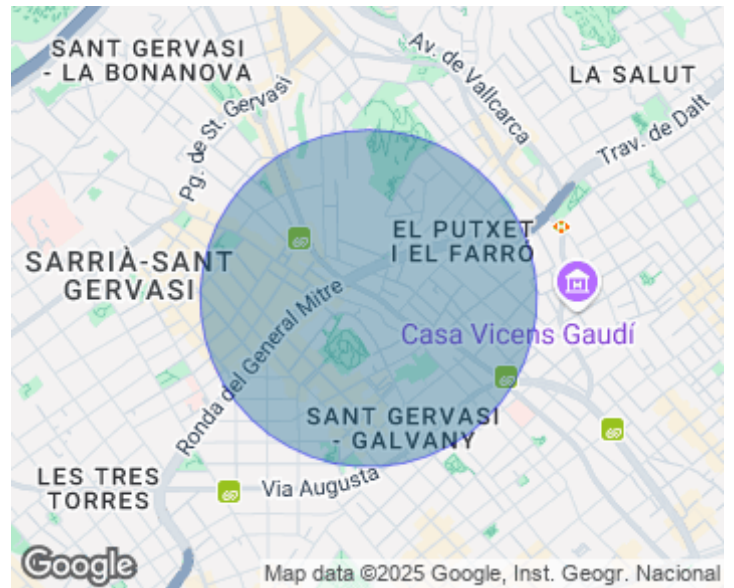 SANT GERVASI
- LA BONANOVA
Av. de Vallcarca
LA SALUT
Pg. de St. Gervasi
Trav. de Dalt
EL PUTXET
I EL FARRÓ
SARRIÀ-SANT
GERVASI
Ronda del General Mitre
Casa Vicens Gaudí
SANT GERVASI
- GALVANY
LES TRES
TORRES
Via Augusta
Google
Map data ©2025 Google, Inst. Geogr. Nacional